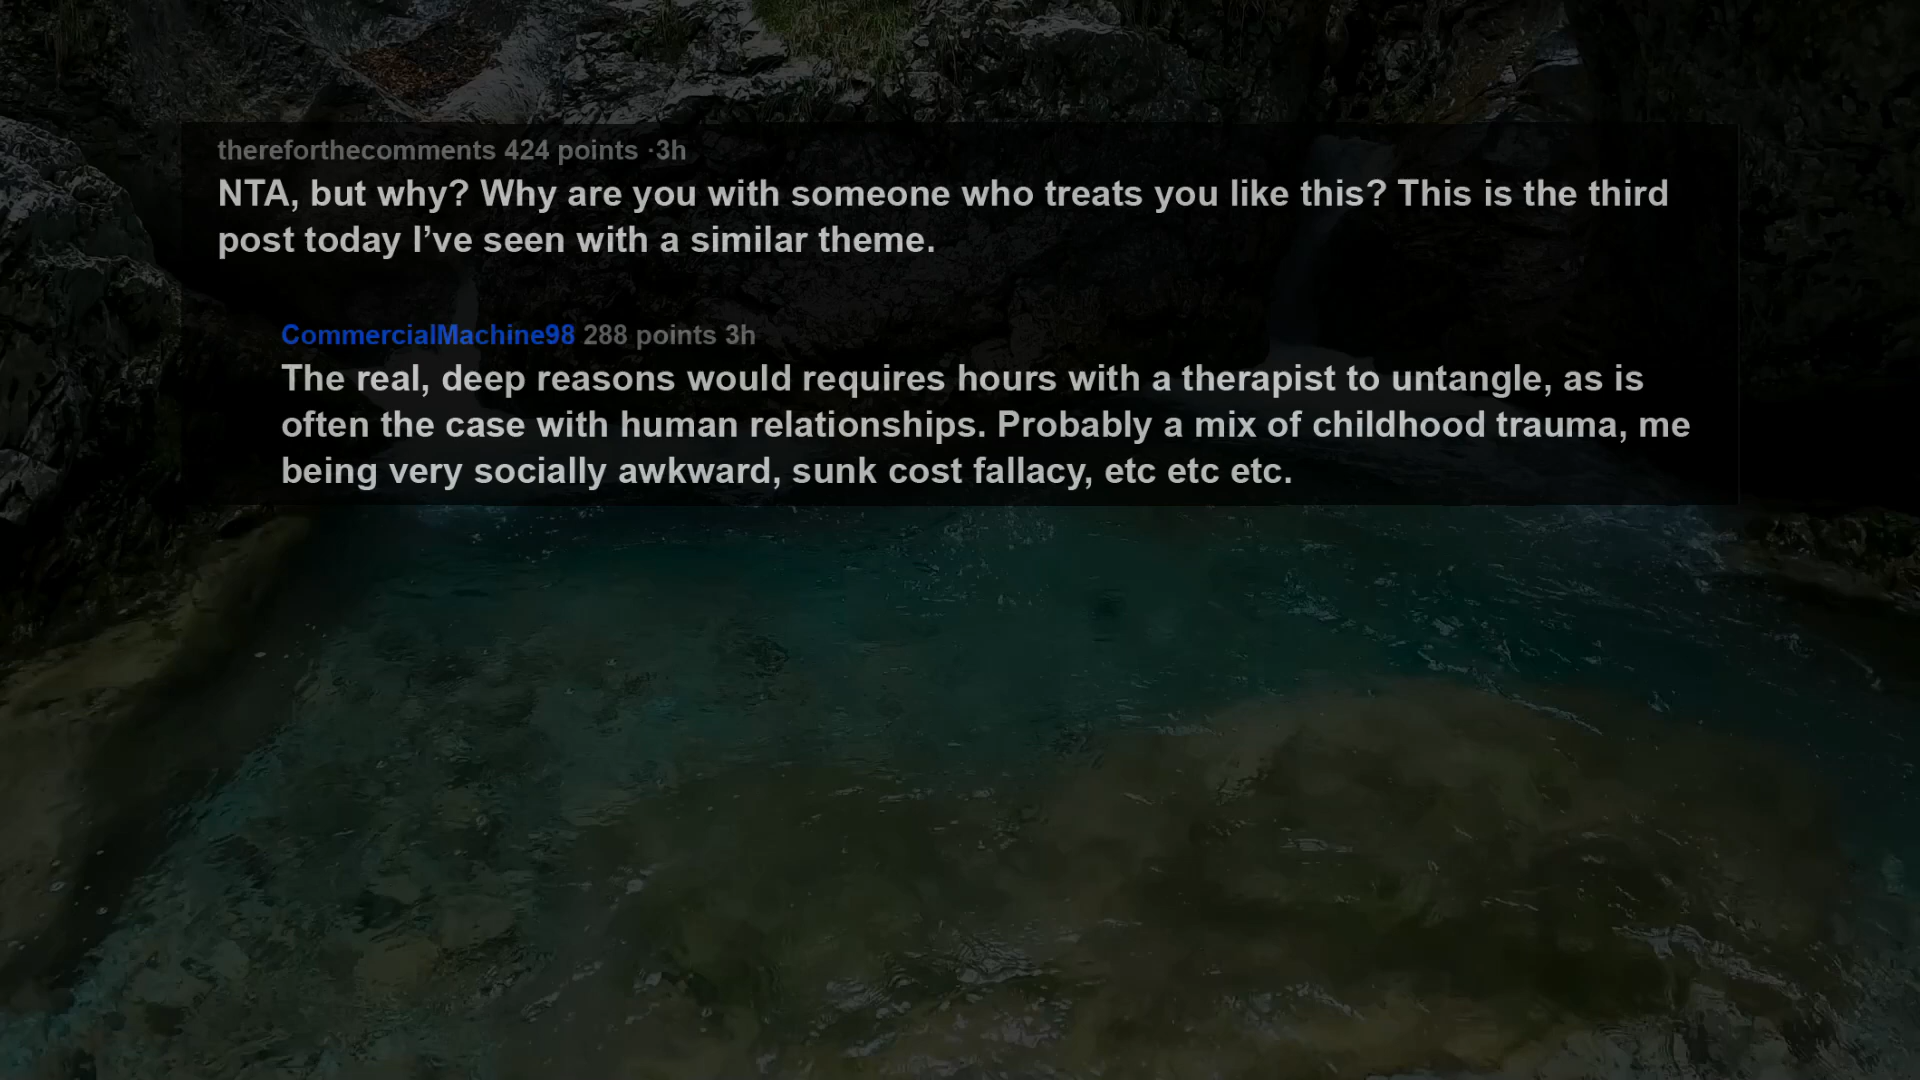 thereforthecomments 424 points ·3h
NTA, but why? Why are you with someone who treats you like this? This is the third
post today I’ve seen with a similar theme.
CommercialMachine98 288 points 3h
The real, deep reasons would requires hours with a therapist to untangle, as is
often the case with human relationships. Probably a mix of childhood trauma, me
being very socially awkward, sunk cost fallacy, etc etc etc.